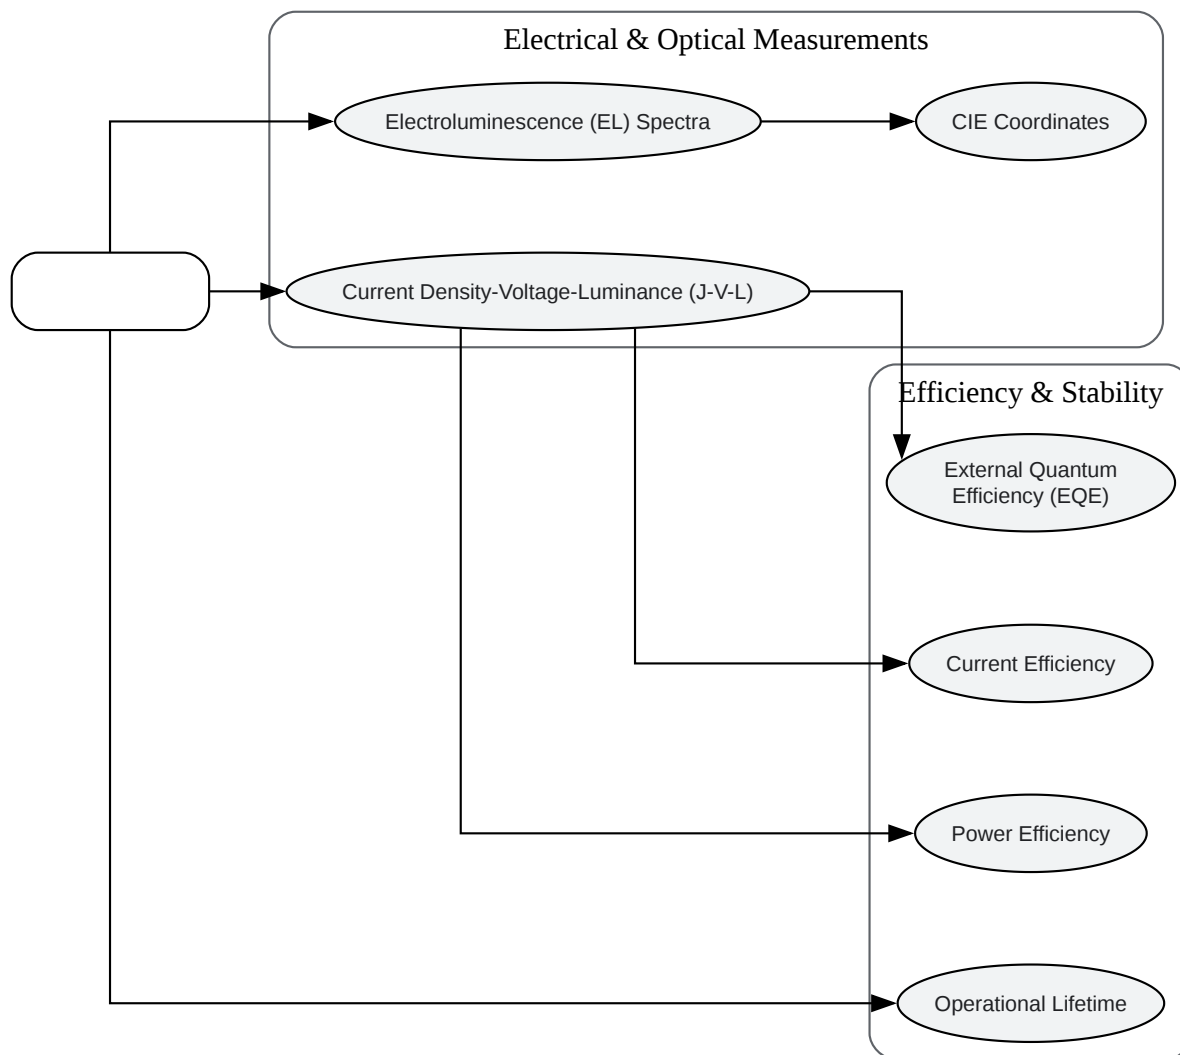 Electrical & Optical Measurements
Electroluminescence (EL) Spectra
CIE Coordinates
Current Density-Voltage-Luminance (J-V-L)
Efficiency & Stability
External Quantum
Efficiency (EQE)
Current Efficiency
Power Efficiency
Operational Lifetime